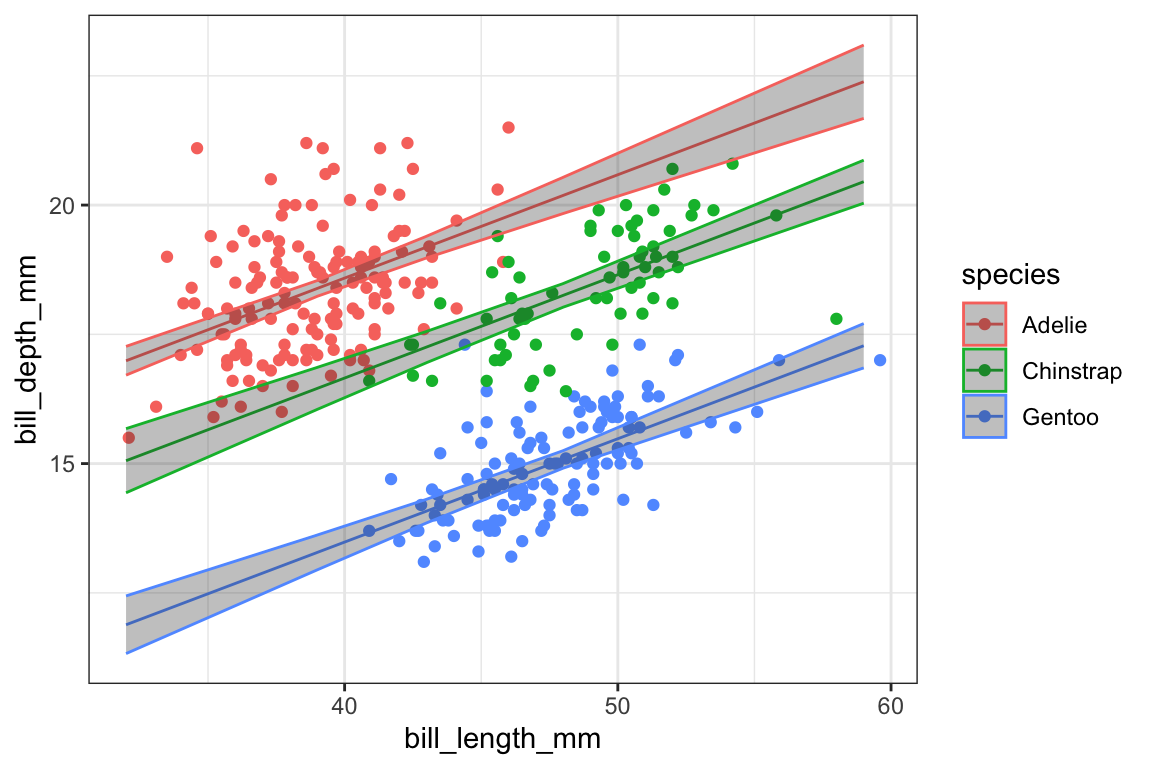 bill_depth_mm
20
15
40
50
60
bill_length_mm
species
Adelie
Chinstrap
Gentoo